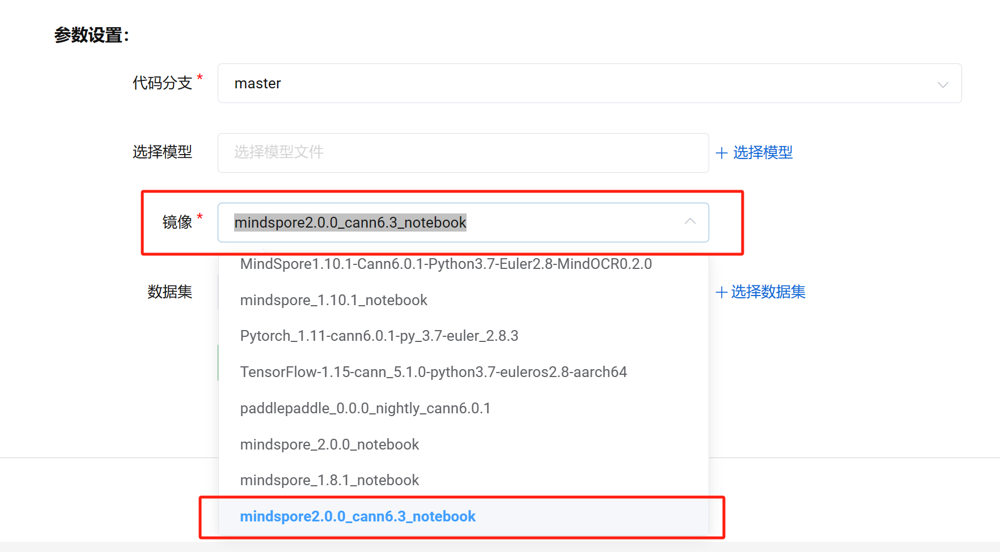 参数设置：
代码分支 *
master
选择模型
选择模型文件
+ 选择模型
镜像 *
mindspore2.0.0_cann6.3_notebook
MindSpore1.10.1-Cann6.0.1-Python3.7-Euler2.8-MindOCR0.2.0
数据集
+ 选择数据集
mindspore_1.10.1_notebook
Pytorch_1.11-cann6.0.1-py_3.7-euler_2.8.3
TensorFlow-1.15-cann_5.1.0-python3.7-euleros2.8-aarch64
paddlepaddle_0.0.0_nightly_cann6.0.1
mindspore_2.0.0_notebook
mindspore_1.8.1_notebook
mindspore2.0.0_cann6.3_notebook